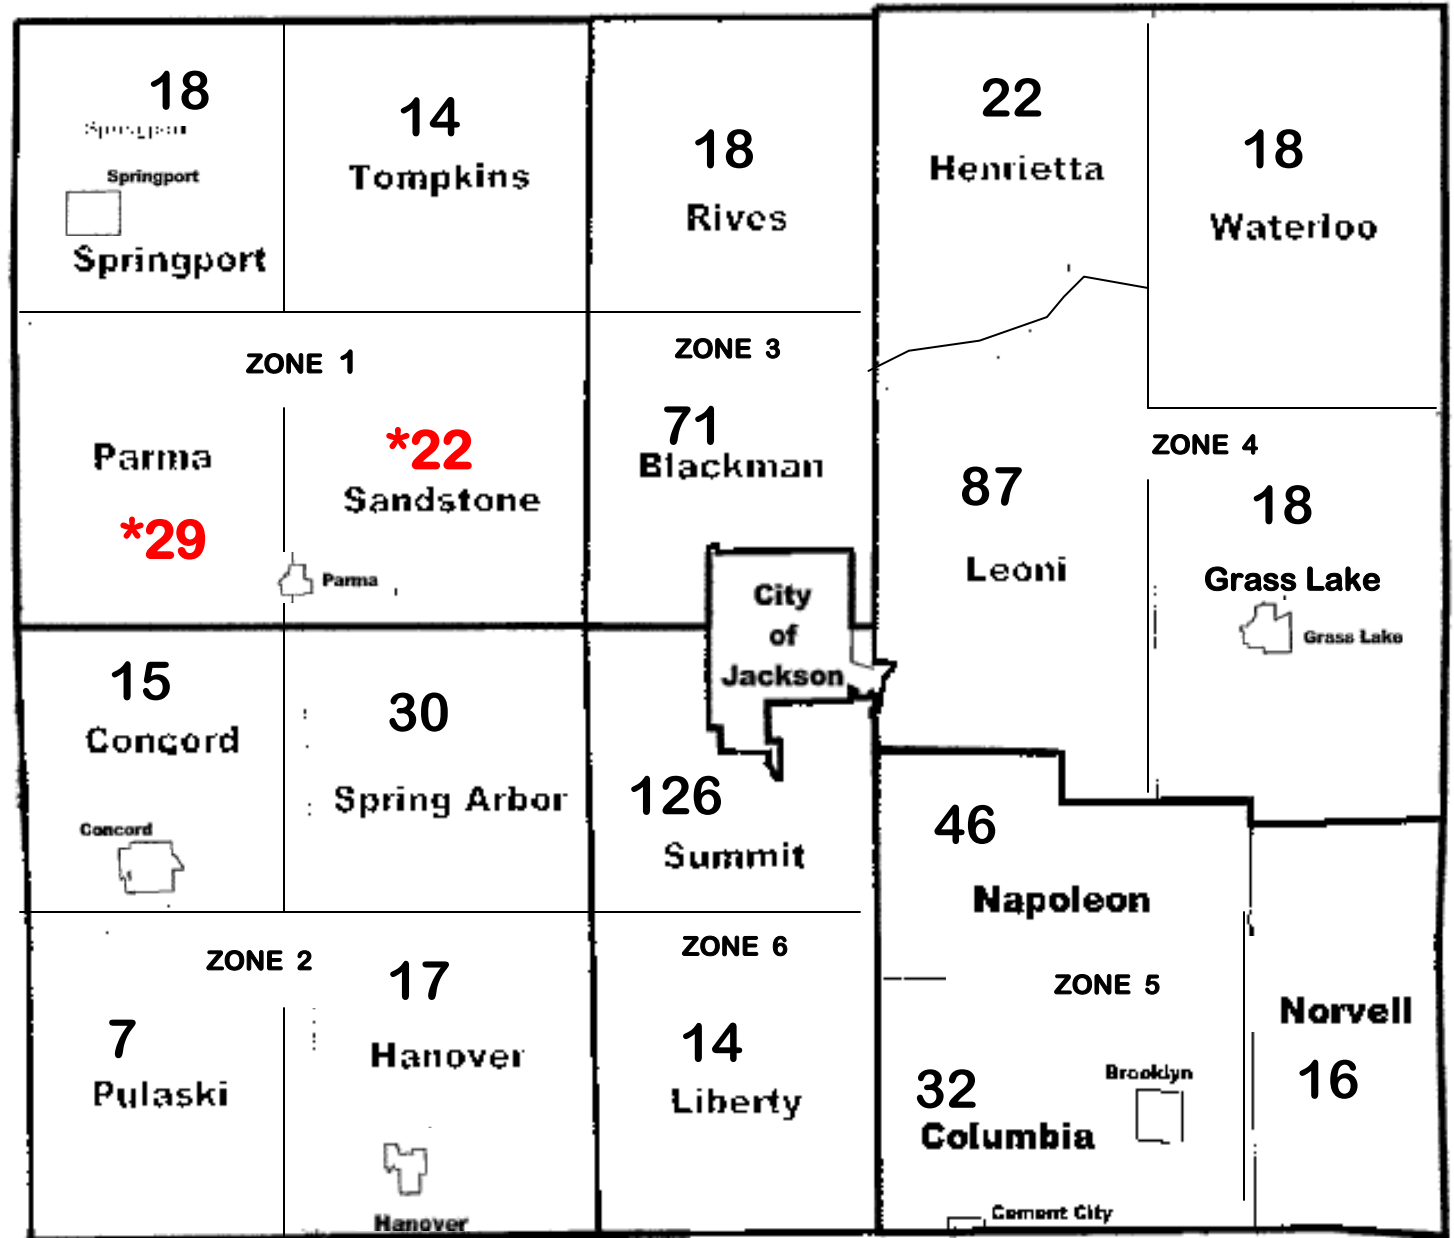 18
Springport
Springport
Springport
14
Tompkins
18
Rives
22
Henrietta
18
Waterloo
ZONE 1
Parma
*29
*22
Sandstone
Parma
ZONE 3
71
Blackman
City
of
Jackson
ZONE 4
87
Leoni
18
Grass Lake
Grass Lake
15
Concord
Concord
30
Spring Arbor
126
Summit
46
Napoleon
ZONE 2
7
Pulaski
17
Hanover
Hanover
ZONE 6
14
Liberty
ZONE 5
32
Columbia
Brooklyn
Cement City
Norvell
16